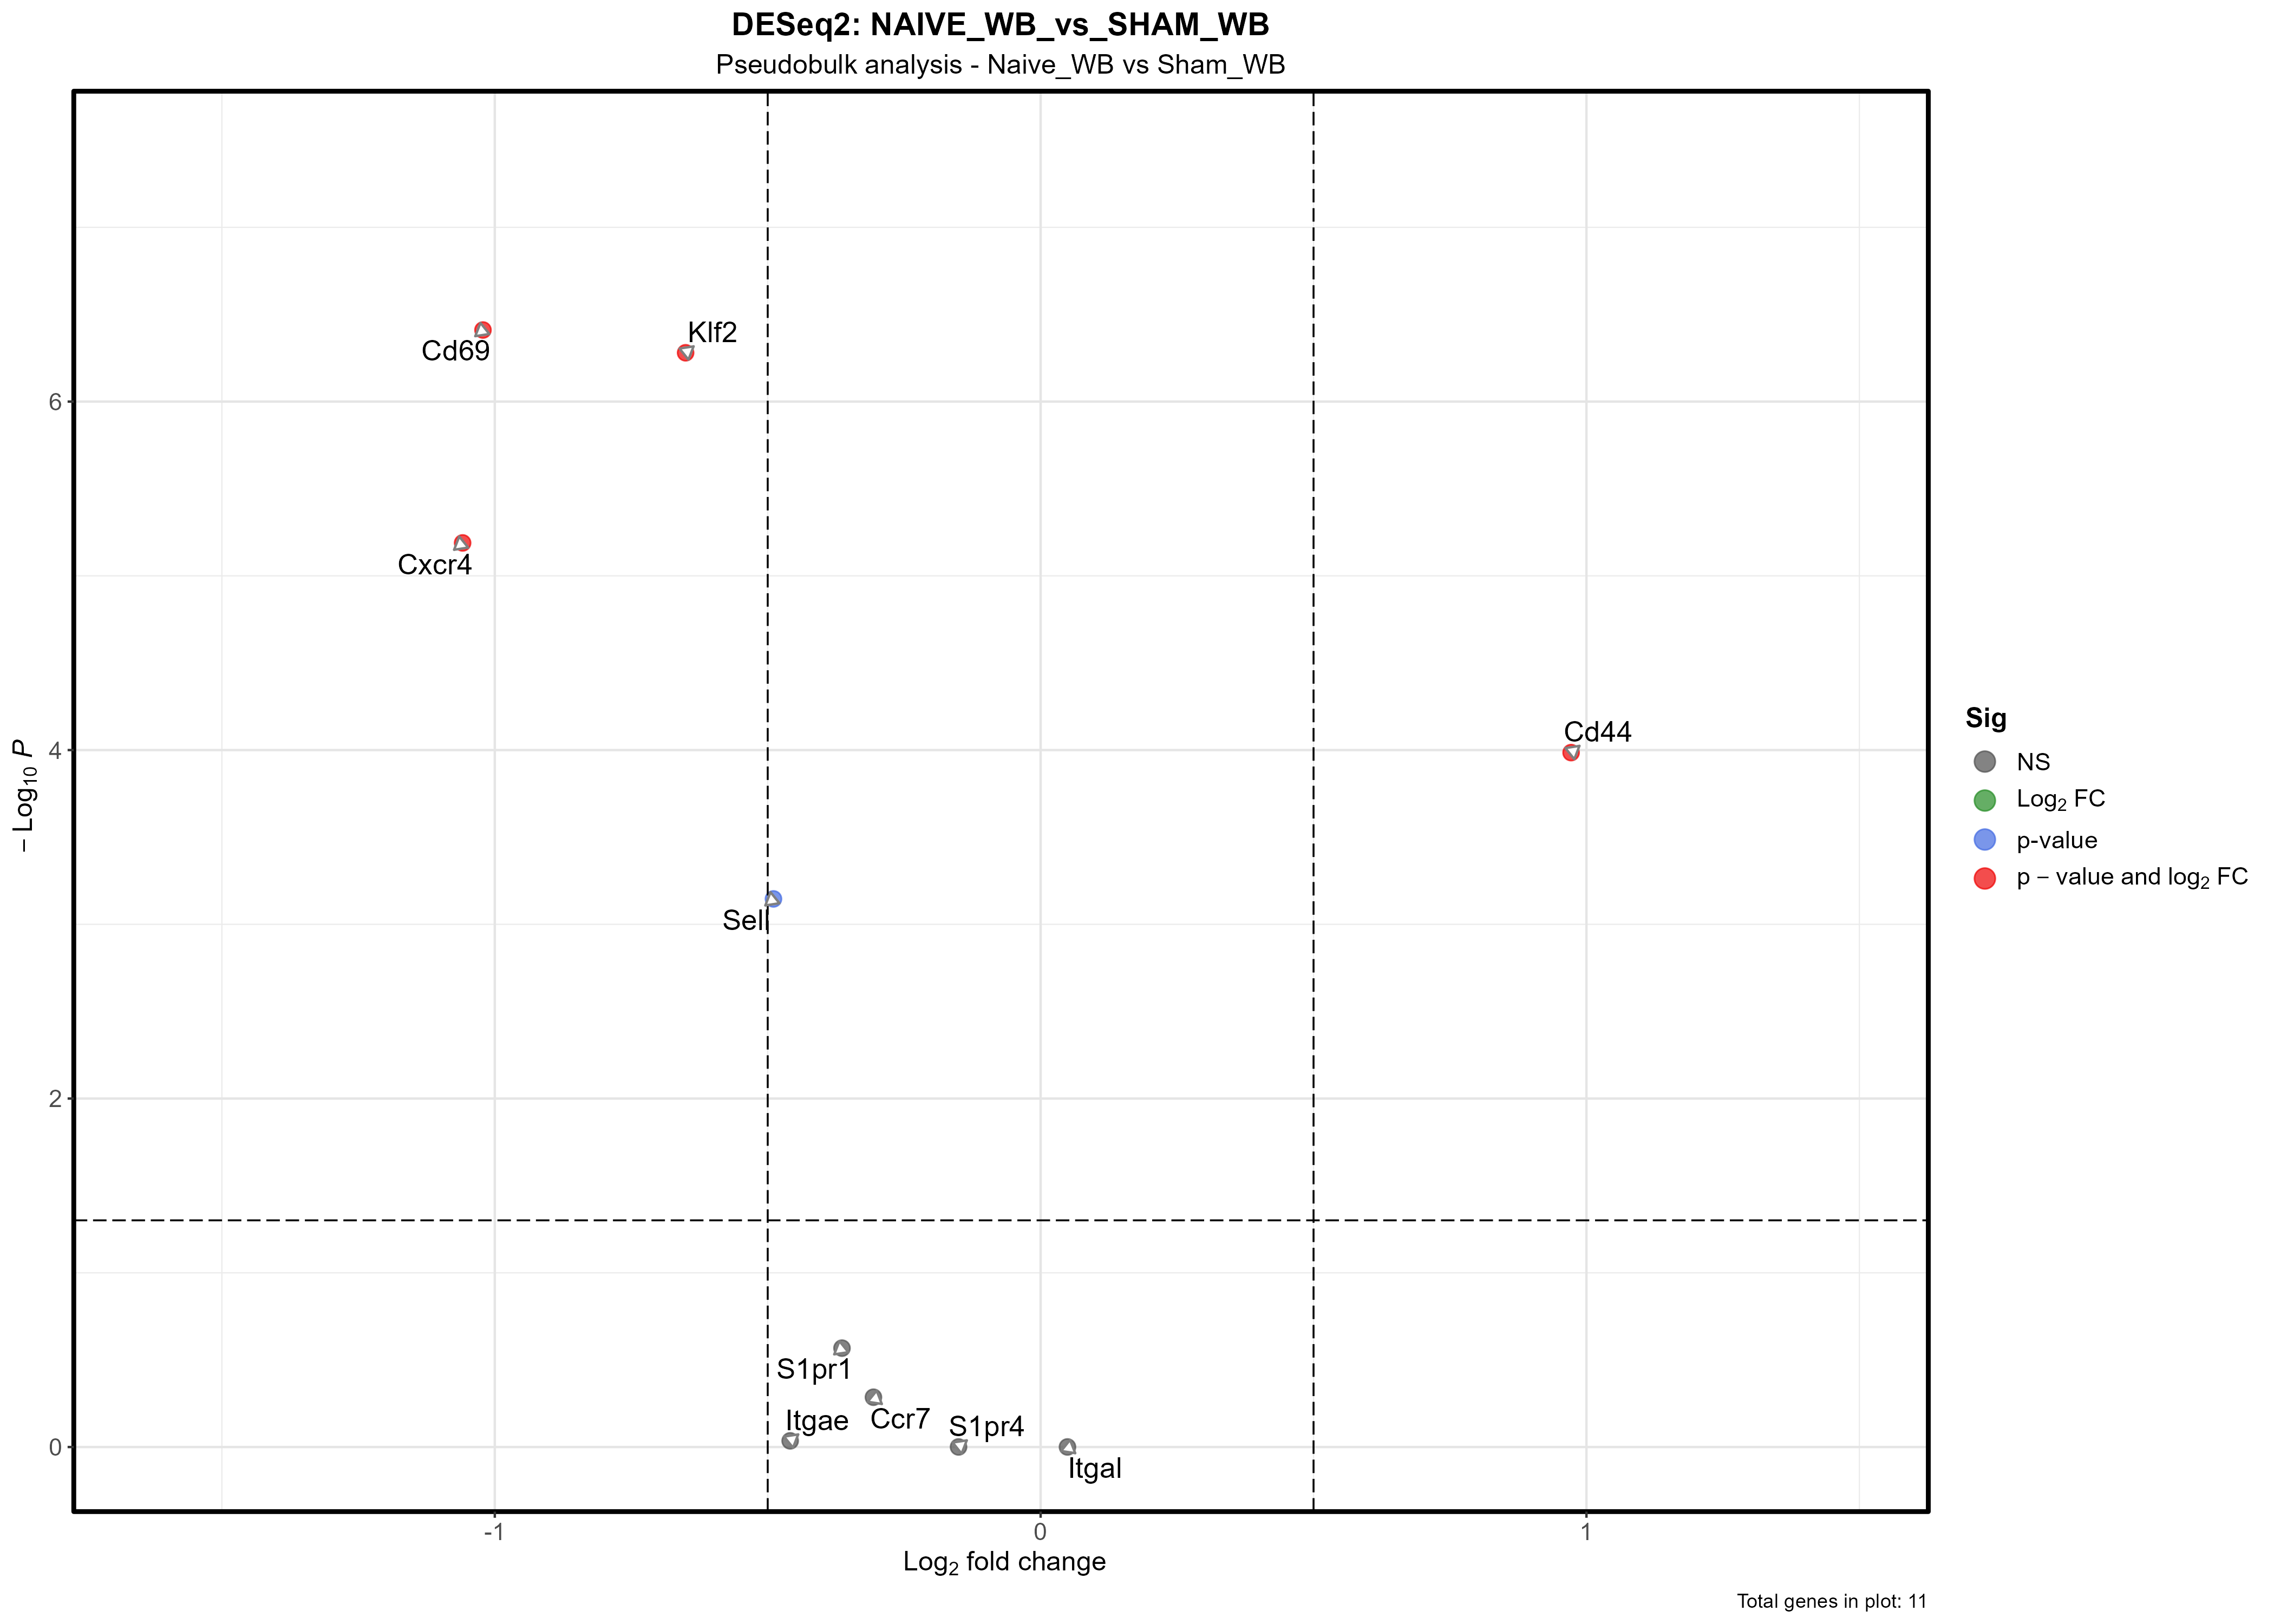 DESeq2: NAIVE_WB_vs_SHAM_WB
Pseudobulk analysis - Naive_WB vs Sham_WB
Cd69
Klf2
6
Cxcr4
Cd44
4
Sell
2
S1pr1
Itgae
Ccr7
S1pr4
Itgal
0
-1
0
1
Log₂ fold change
− Log₁₀ P
Sig
NS
Log₂ FC
p-value
p − value and log₂ FC
Total genes in plot: 11